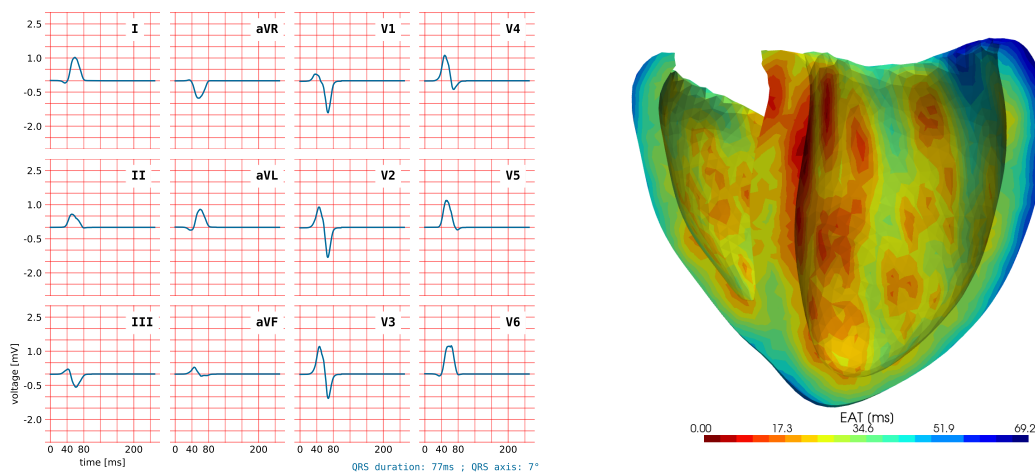 I aVR V1 V4
2.5
1.0
-0.5
-2.0
II aVL V2 V5
2.5
1.0
-0.5
-2.0
III aVF V3 V6
2.5
1.0
-0.5
-2.0
voltage [mV]
0 40 80 200 0 40 80 200 0 40 80 200 0 40 80 200
time [ms]
QRS duration: 77ms ; QRS axis: 7°
EAT (ms)
0.00 17.3 34.6 51.9 69.2